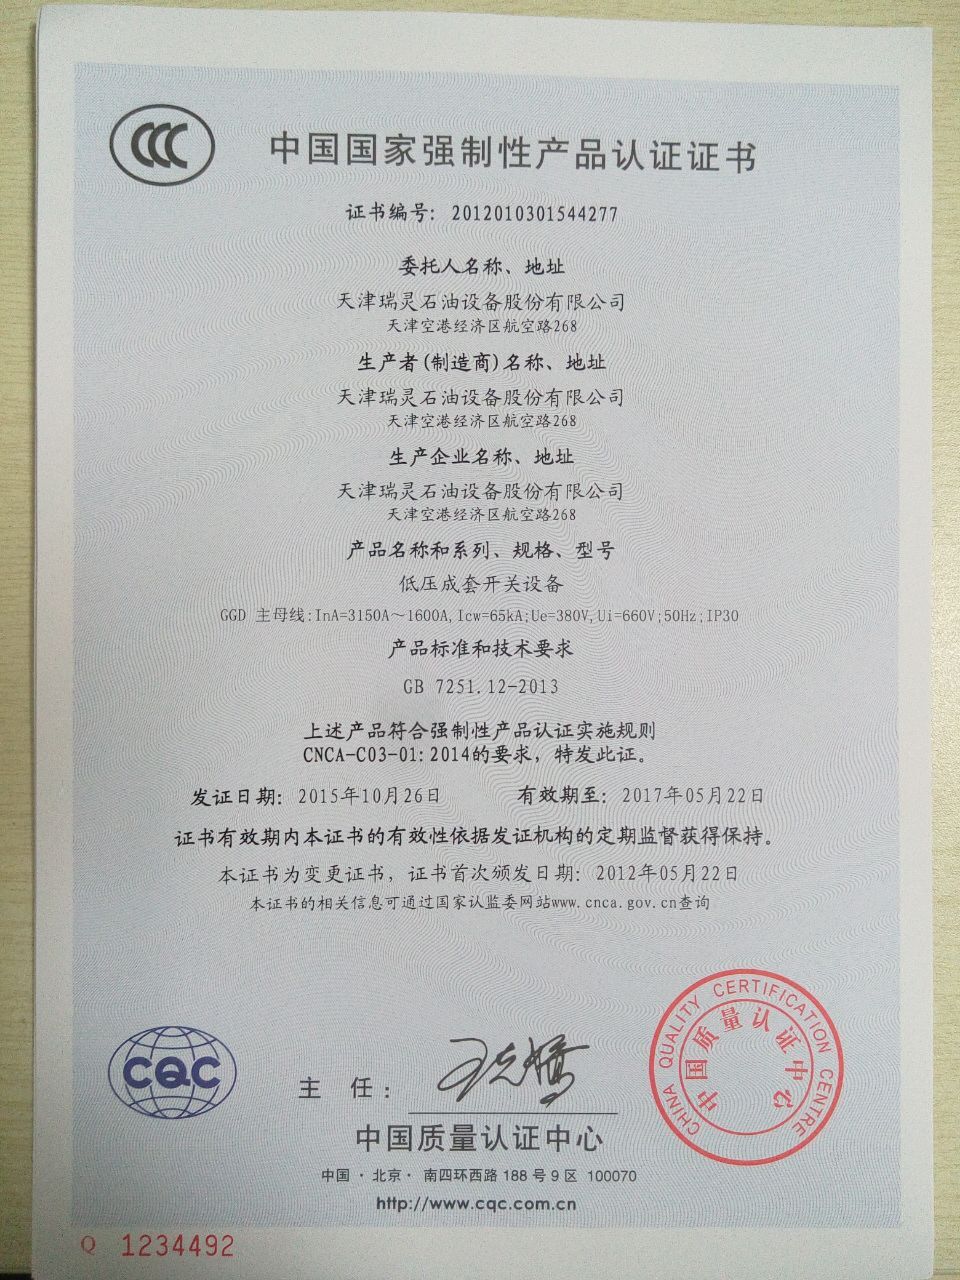 中国国家强制性产品认证证书
证书编号: 2012010301544277
委托人名称、地址
天津瑞灵石油设备股份有限公司
天津空港经济区航空路268
生产者(制造商)名称、地址
天津瑞灵石油设备股份有限公司
天津空港经济区航空路268
生产企业名称、地址
天津瑞灵石油设备股份有限公司
天津空港经济区航空路268
产品名称和系列、规格、型号
低压成套开关设备
GGD 主母线:InA=3150A～1600A,Icw=65kA;Ue=380V,Ui=660V;50Hz;IP30
产品标准和技术要求
GB 7251.12-2013
上述产品符合强制性产品认证实施规则
CNCA-C03-01:2014的要求，特发此证。
发证日期: 2015年10月26日 有效期至: 2017年05月22日
证书有效期内本证书的有效性依据发证机构的定期监督获得保持。
本证书为变更证书，证书首次颁发日期: 2012年05月22日
本证书的相关信息可通过国家认监委网站www.cnca.gov.cn查询
CHINA QUALITY CERTIFICATION CENTRE
中国质量认证中心
CQC
主 任:
中国质量认证中心
中国·北京·南四环西路 188 号 9 区 100070
http://www.cqc.com.cn
Q 1234492